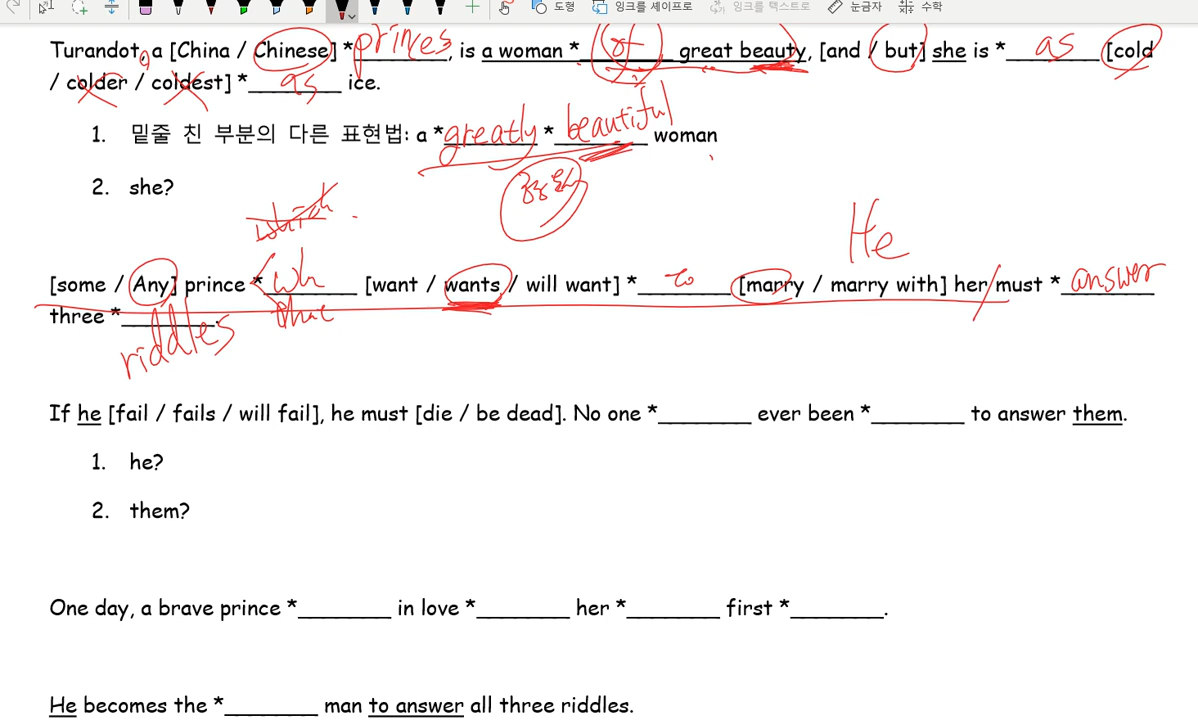 도형 잉크를 셰이프로 잉크를 텍스트로 눈금자 수학
Turandot, a [China / Chinese] *princes, is a woman * of great beauty, [and / but] she is * as [cold
/ colder / coldest] * as ice.
1. 밑줄 친 부분의 다른 표현법: a *greatly * beautiful woman
2. she?
which
He
[some / Any] prince * wh [want / wants / will want] * to [marry / marry with] her/must * answer
that
three * riddles.
If he [fail / fails / will fail], he must [die / be dead]. No one *________ ever been *________ to answer them.
1. he?
2. them?
One day, a brave prince *________ in love *________ her *________ first *________.
He becomes the *________ man to answer all three riddles.